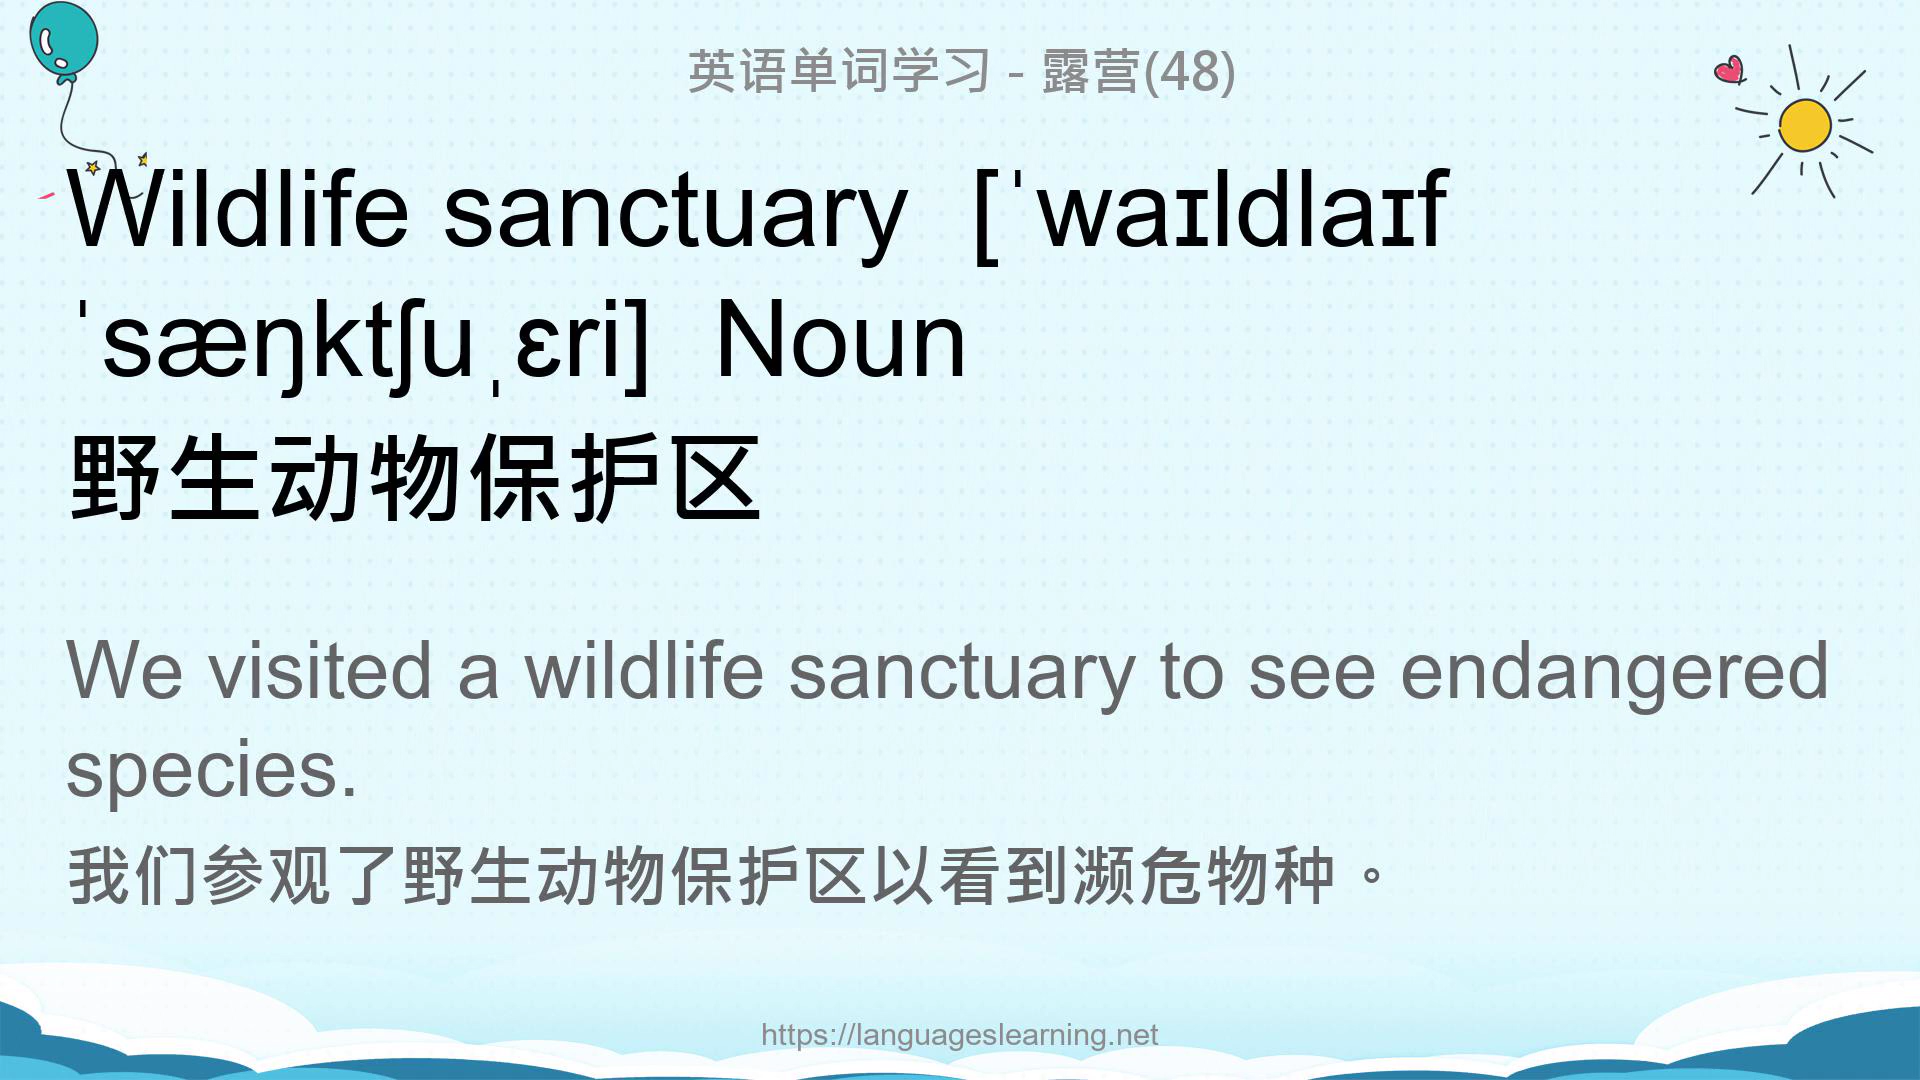 英语单词学习 - 露营(48)
Wildlife sanctuary [ˈwaɪldlaɪf
ˈsæŋktʃuˌɛri] Noun
野生动物保护区
We visited a wildlife sanctuary to see endangered
species.
我们参观了野生动物保护区以看到濒危物种。
https://languageslearning.net